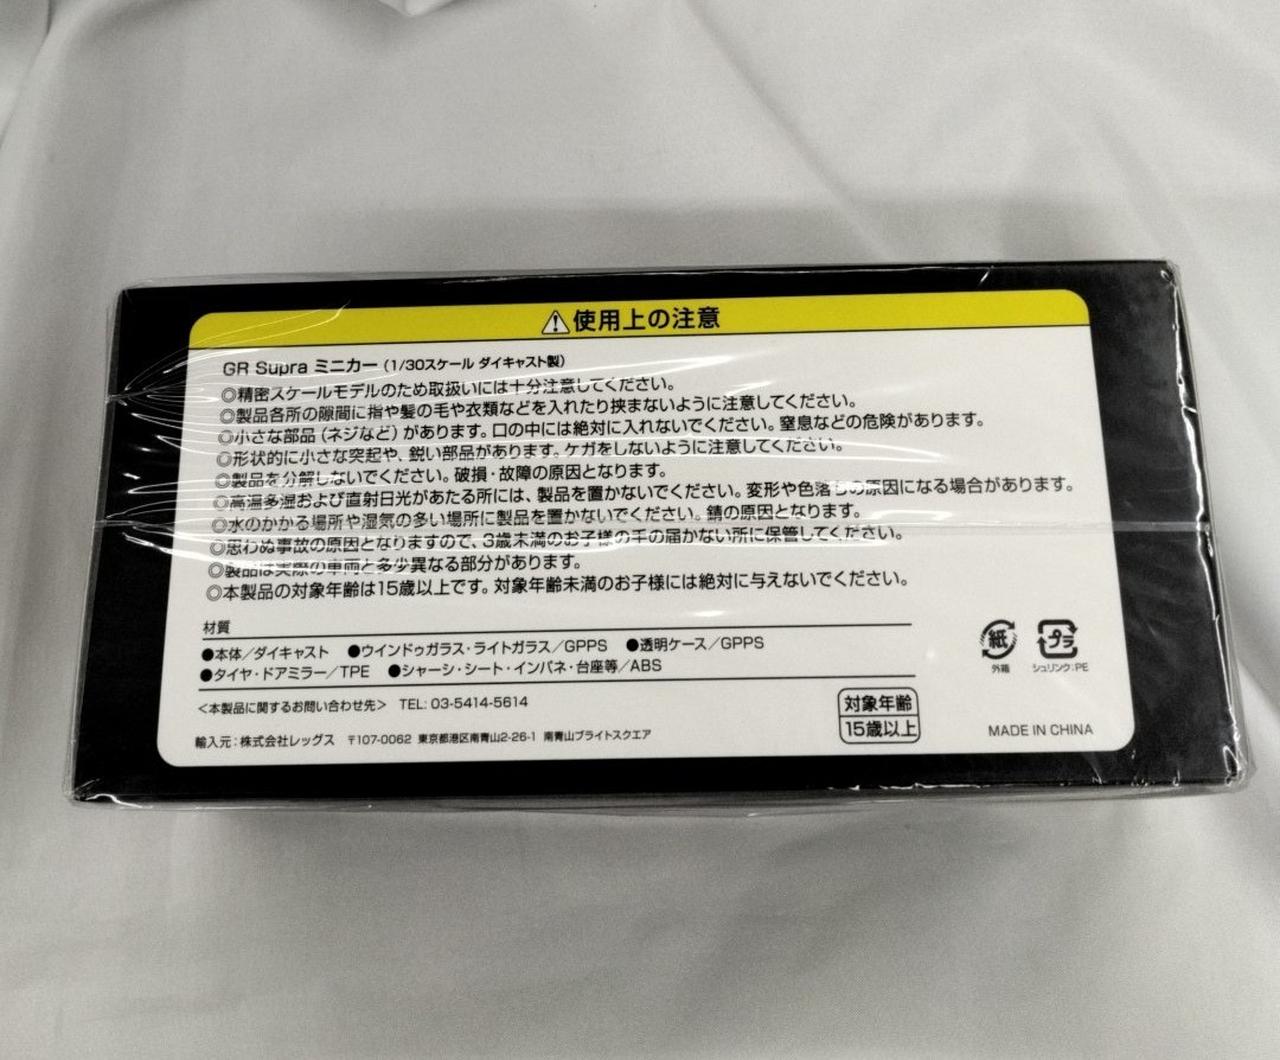 ⚠使用上の注意
GR Supra ミニカー(1/30スケール ダイキャスト製)
◎精密スケールモデルのため取扱いには十分注意してください。
◎製品各所の隙間に指や髪の毛や衣類などを入れたり挟まないように注意してください。
◎小さな部品(ネジなど)があります。口の中には絶対に入れないでください。窒息などの危険があります。
◎形状的に小さな突起や、鋭い部品があります。ケガをしないように注意してください。
◎製品を分解しないでください。破損・故障の原因となります。
◎高温多湿および直射日光があたる所には、製品を置かないでください。変形や色落ちの原因になる場合があります。
◎水のかかる場所や湿気の多い場所に製品を置かないでください。錆の原因となります。
◎思わぬ事故の原因となりますので、3歳未満のお子様の手の届かない所に保管してください。
◎製品は実際の車両と多少異なる部分があります。
◎本製品の対象年齢は15歳以上です。対象年齢未満のお子様には絶対に与えないでください。
材質
●本体/ダイキャスト ●ウインドゥガラス・ライトガラス/GPPS ●透明ケース/GPPS
●タイヤ・ドアミラー/TPE ●シャーシ・シート・インパネ・台座等/ABS
紙
外箱
プラ
シュリンク:PE
<本製品に関するお問い合わせ先> TEL: 03-5414-5614
輸入元:株式会社レッグス 〒107-0062 東京都港区南青山2-26-1 南青山ブライトスクエア
対象年齢
15歳以上
MADE IN CHINA